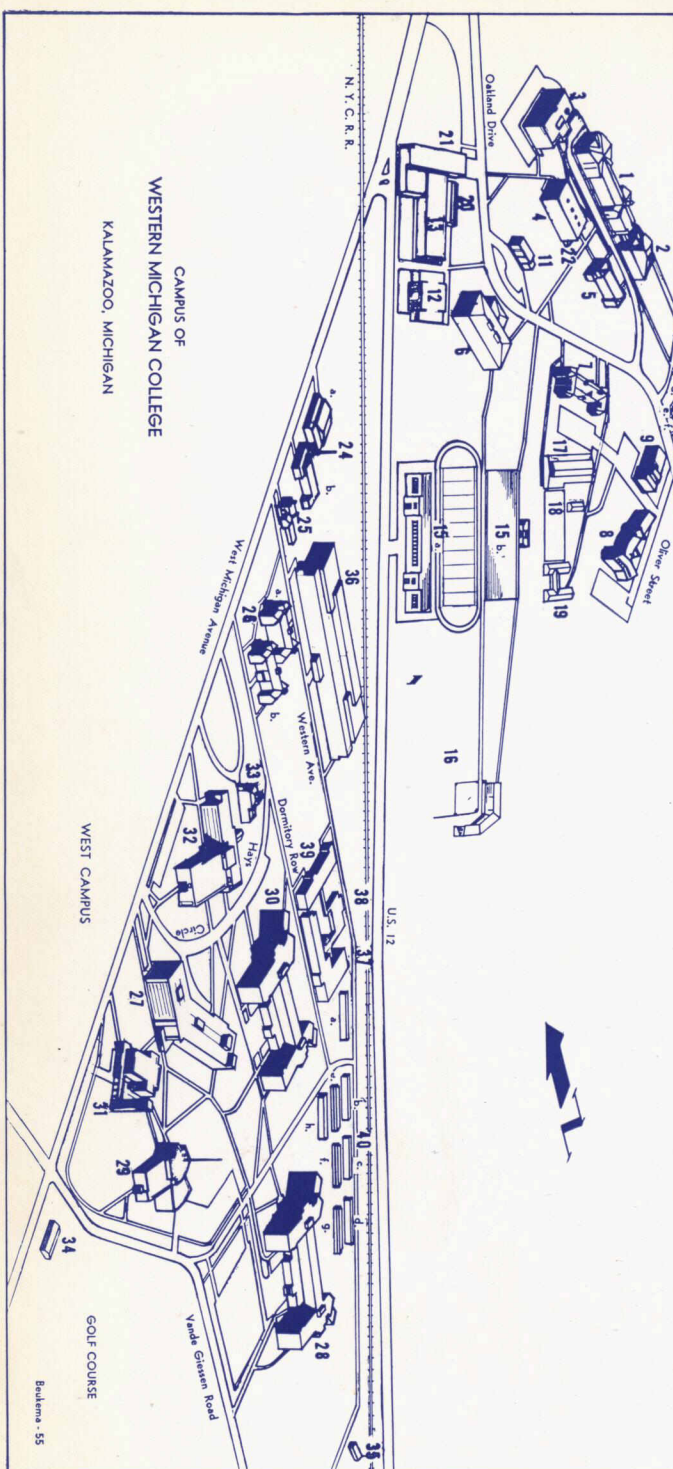 CAMPUS OF
WESTERN MICHIGAN COLLEGE
KALAMAZOO, MICHIGAN
N. Y. C. R. R.
Oakland Drive
Oliver Street
U.S. 12
West Michigan Avenue
Western Ave.
Dormitory Row
Hays
Circle
WEST CAMPUS
Vande Giessen Road
GOLF COURSE
Beukema - 55
1
2
3
4
22
5
11
21
20
13
12
6
7
17
18
19
9
8
15 a.
15 b.
16
a.
24
b.
25
36
a.
26
b.
33
32
39
38
37
30
27
31
29
34
a.
b.
h.
40
c.
f.
d.
g.
28
35